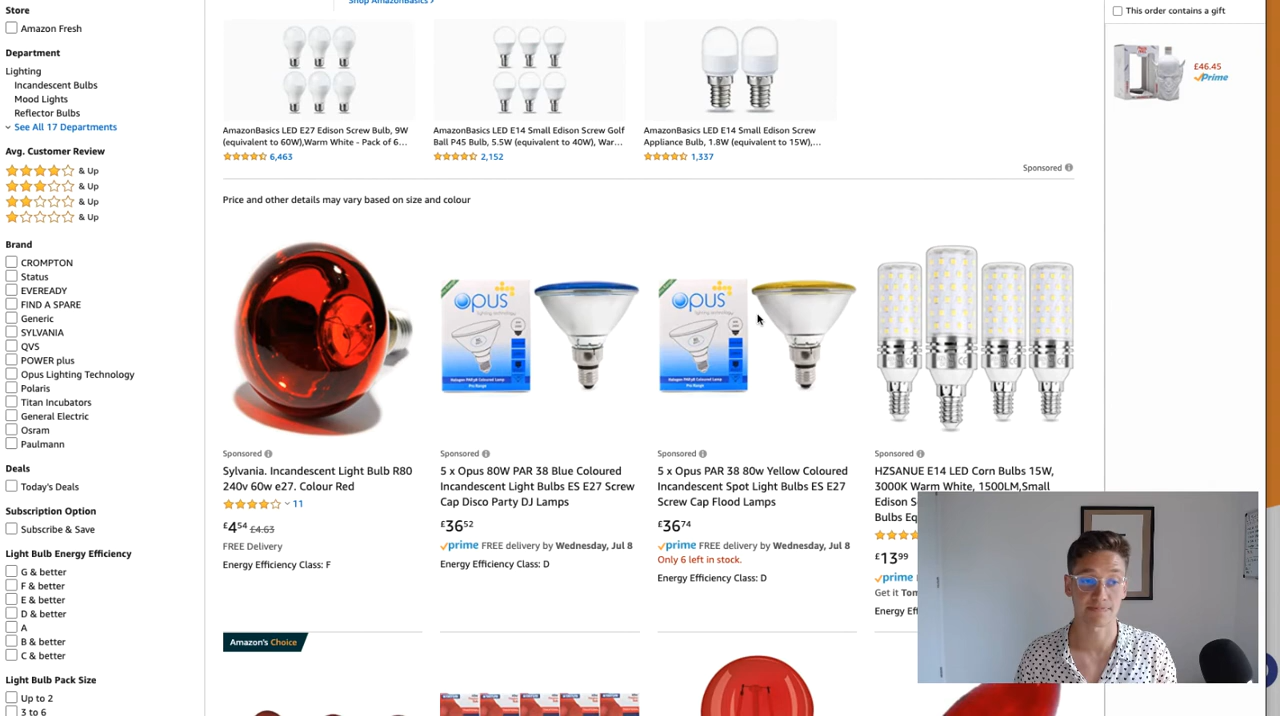 Store
Amazon Fresh
Department
Lighting
Incandescent Bulbs
Mood Lights
Reflector Bulbs
See All 17 Departments
Avg. Customer Review
& Up
& Up
& Up
& Up
Brand
CROMPTON
Status
EVEREADY
FIND A SPARE
Generic
SYLVANIA
QVS
POWER plus
Opus Lighting Technology
Polaris
Titan Incubators
General Electric
Osram
Paulmann
Deals
Today's Deals
Subscription Option
Subscribe & Save
Light Bulb Energy Efficiency
G & better
F & better
E & better
D & better
A
B & better
C & better
Light Bulb Pack Size
Up to 2
3 to 6
Shop AmazonBasics ›
AmazonBasics LED E27 Edison Screw Bulb, 9W
(equivalent to 60W),Warm White - Pack of 6…
6,463
AmazonBasics LED E14 Small Edison Screw Golf
Ball P45 Bulb, 5.5W (equivalent to 40W), War…
2,152
AmazonBasics LED E14 Small Edison Screw
Appliance Bulb, 1.8W (equivalent to 15W),…
1,337
Sponsored
Price and other details may vary based on size and colour
Sponsored
Sylvania. Incandescent Light Bulb R80
240v 60w e27. Colour Red
11
£4.54 £4.63
FREE Delivery
Energy Efficiency Class: F
opus
Sponsored
5 x Opus 80W PAR 38 Blue Coloured
Incandescent Light Bulbs ES E27 Screw
Cap Disco Party DJ Lamps
£36.52
prime FREE delivery by Wednesday, Jul 8
Energy Efficiency Class: D
opus
Sponsored
5 x Opus PAR 38 80w Yellow Coloured
Incandescent Spot Light Bulbs ES E27
Screw Cap Flood Lamps
£36.74
prime FREE delivery by Wednesday, Jul 8
Only 6 left in stock.
Energy Efficiency Class: D
Sponsored
HZSANUE E14 LED Corn Bulbs 15W,
3000K Warm White, 1500LM,Small
Edison S
Bulbs Eq
£13.99
prime
Get it Tom
Energy Eff
Amazon's Choice
This order contains a gift
£46.45
Prime